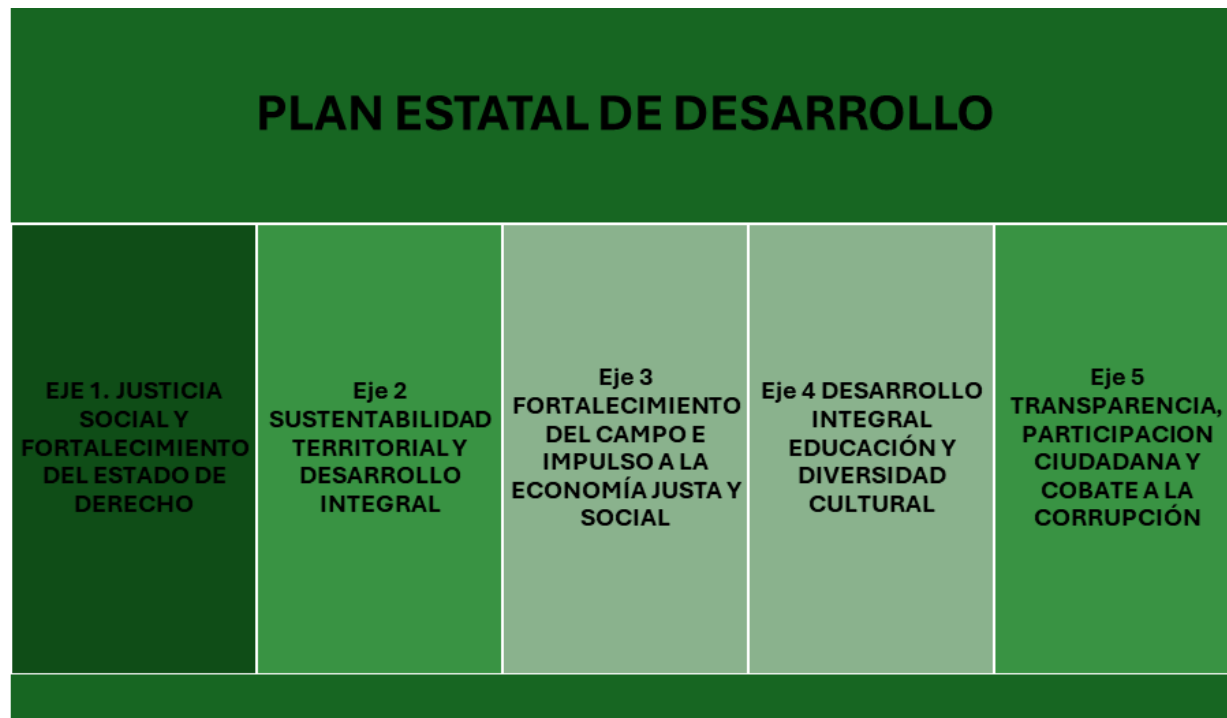 PLAN ESTATAL DE DESARROLLO
EJE 1. JUSTICIA
SOCIAL Y
FORTALECIMIENTO
DEL ESTADO DE
DERECHO
Eje 2
SUSTENTABILIDAD
TERRITORIAL Y
DESARROLLO
INTEGRAL
Eje 3
FORTALECIMIENTO
DEL CAMPO E
IMPULSO A LA
ECONOMÍA JUSTA Y
SOCIAL
Eje 4 DESARROLLO
INTEGRAL
EDUCACIÓN Y
DIVERSIDAD
CULTURAL
Eje 5
TRANSPARENCIA,
PARTICIPACION
CIUDADANA Y
COBATE A LA
CORRUPCIÓN